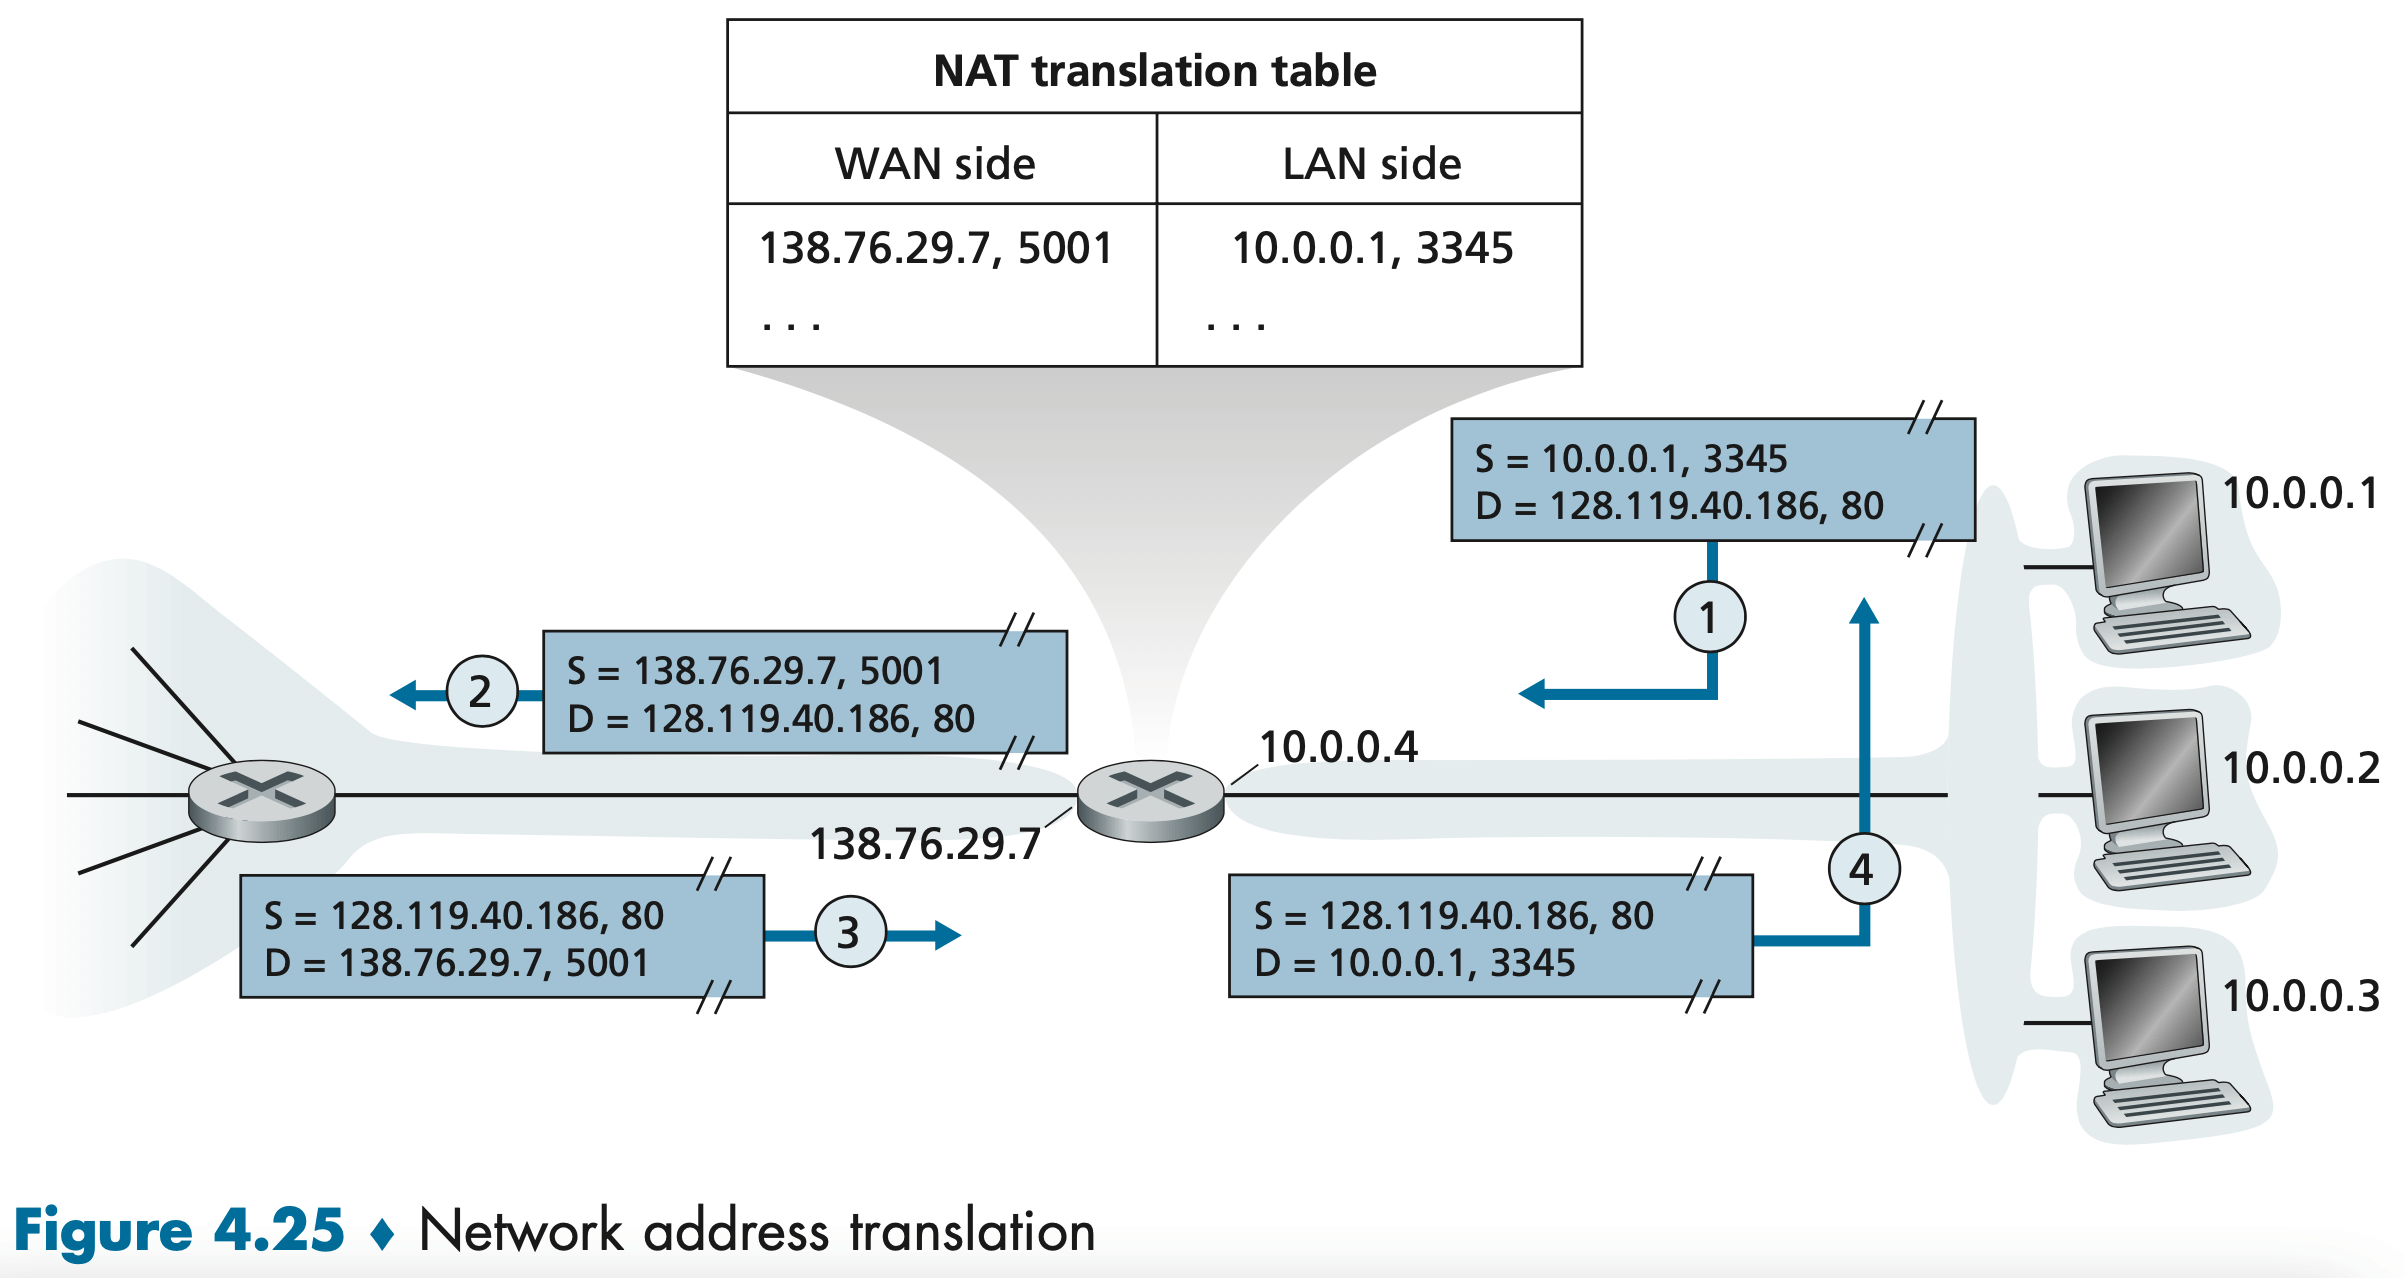 NAT translation table
WAN side LAN side
138.76.29.7, 5001 10.0.0.1, 3345
. . . . . .
S = 10.0.0.1, 3345
D = 128.119.40.186, 80
1
10.0.0.1
2
S = 138.76.29.7, 5001
D = 128.119.40.186, 80
10.0.0.4
10.0.0.2
138.76.29.7
S = 128.119.40.186, 80
D = 138.76.29.7, 5001
3
S = 128.119.40.186, 80
D = 10.0.0.1, 3345
4
10.0.0.3
Figure 4.25 ♦ Network address translation